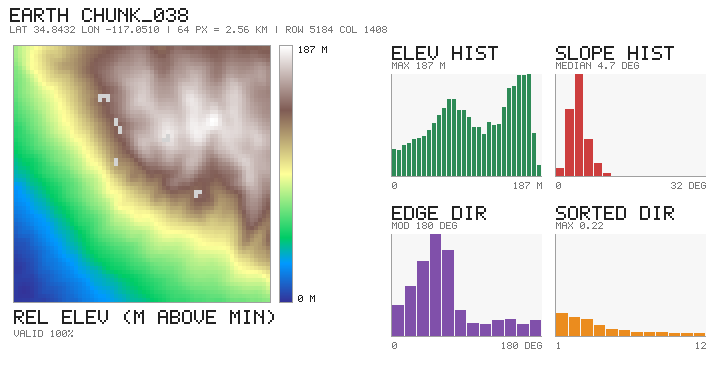 EARTH CHUNK_038
LAT 34.8432 LON -117.0510 | 64 PX = 2.56 KM | ROW 5184 COL 1408
187 M
0 M
REL ELEV (M ABOVE MIN)
VALID 100%
ELEV HIST
MAX 187 M
0 187 M
SLOPE HIST
MEDIAN 4.7 DEG
0 32 DEG
EDGE DIR
MOD 180 DEG
0 180 DEG
SORTED DIR
MAX 0.22
1 12